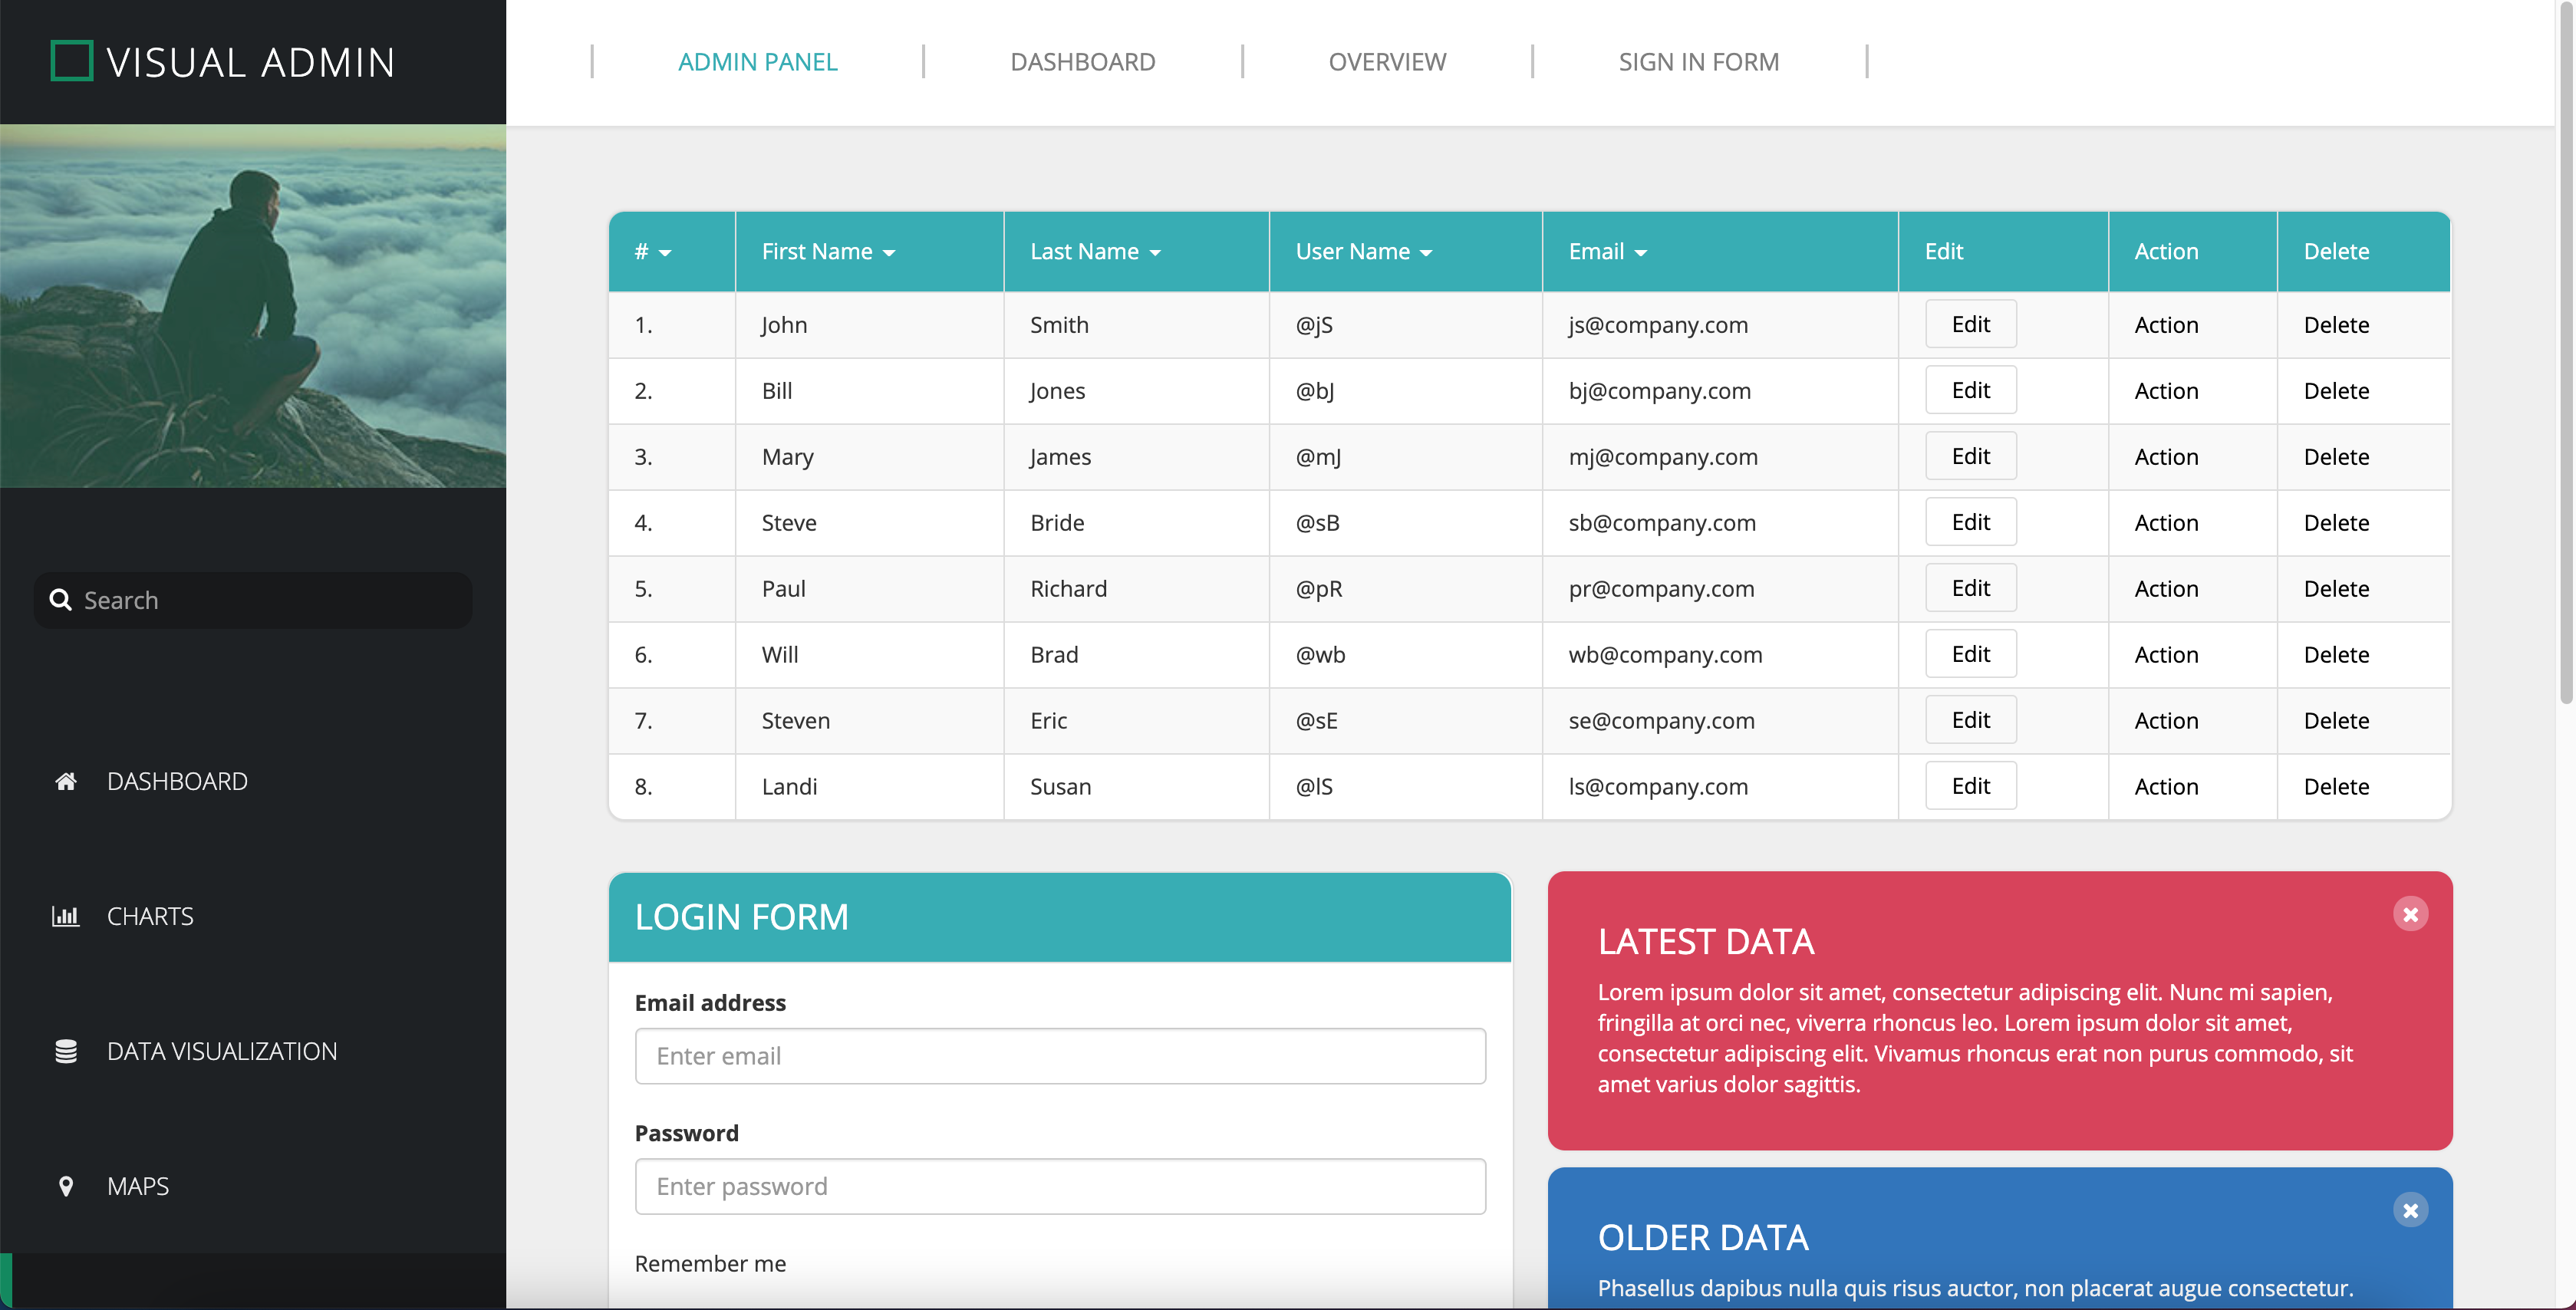 VISUAL ADMIN
Search
DASHBOARD
CHARTS
DATA VISUALIZATION
MAPS
ADMIN PANEL DASHBOARD OVERVIEW SIGN IN FORM
# First Name Last Name User Name Email Edit Action Delete
1. John Smith @jS js@company.com Edit Action Delete
2. Bill Jones @bJ bj@company.com Edit Action Delete
3. Mary James @mJ mj@company.com Edit Action Delete
4. Steve Bride @sB sb@company.com Edit Action Delete
5. Paul Richard @pR pr@company.com Edit Action Delete
6. Will Brad @wb wb@company.com Edit Action Delete
7. Steven Eric @sE se@company.com Edit Action Delete
8. Landi Susan @lS ls@company.com Edit Action Delete
LOGIN FORM
Email address
Enter email
Password
Enter password
Remember me
LATEST DATA
Lorem ipsum dolor sit amet, consectetur adipiscing elit. Nunc mi sapien,
fringilla at orci nec, viverra rhoncus leo. Lorem ipsum dolor sit amet,
consectetur adipiscing elit. Vivamus rhoncus erat non purus commodo, sit
amet varius dolor sagittis.
OLDER DATA
Phasellus dapibus nulla quis risus auctor, non placerat augue consectetur.